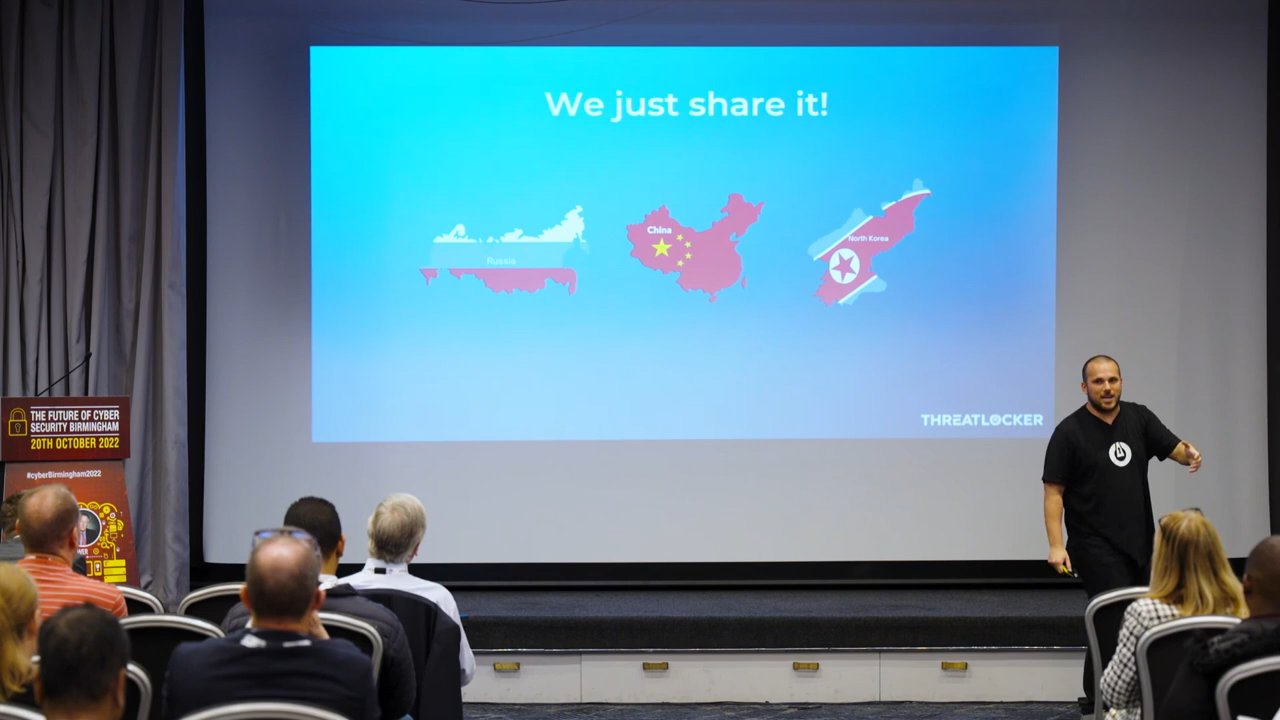 We just share it!
Russia
China
North Korea
THREATLOCKER
THE FUTURE OF CYBER
SECURITY BIRMINGHAM
20TH OCTOBER 2022
#cyberBirmingham2022